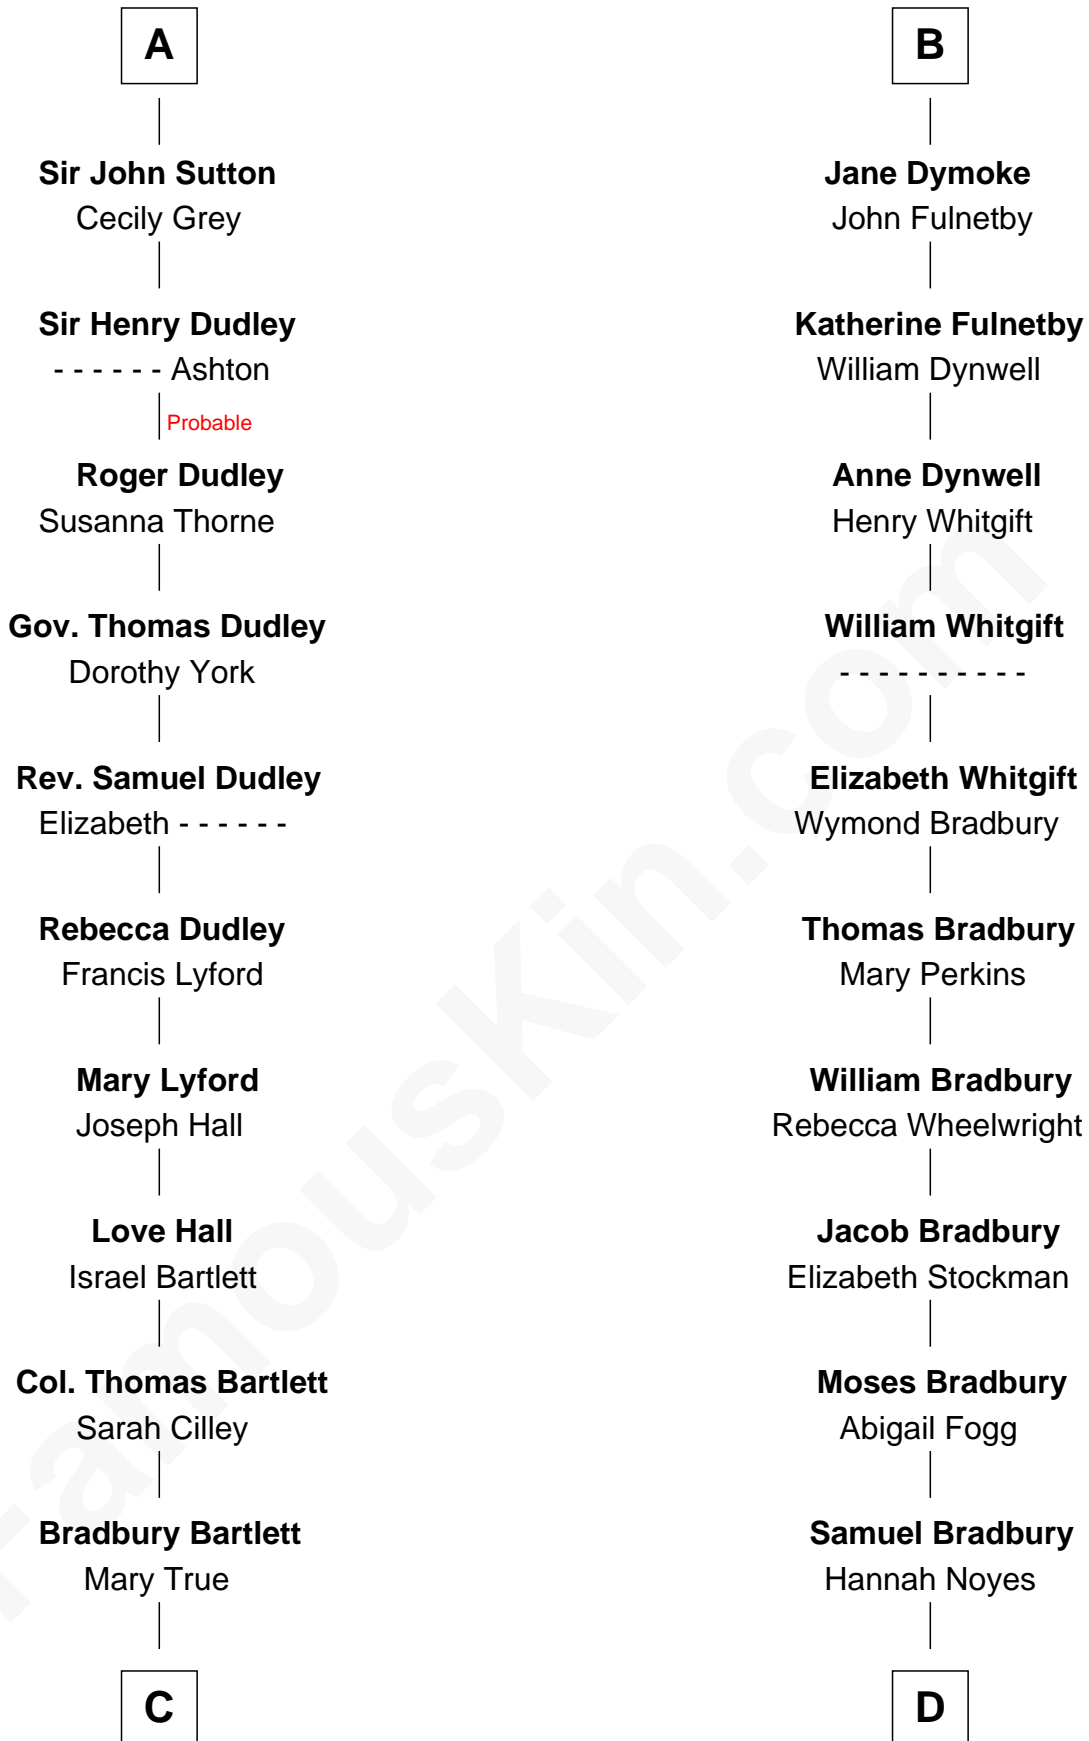 A
Sir John Sutton
Cecily Grey
Sir Henry Dudley
- - - - - - Ashton
Probable
Roger Dudley
Susanna Thorne
Gov. Thomas Dudley
Dorothy York
Rev. Samuel Dudley
Elizabeth - - - - - -
Rebecca Dudley
Francis Lyford
Mary Lyford
Joseph Hall
Love Hall
Israel Bartlett
Col. Thomas Bartlett
Sarah Cilley
Bradbury Bartlett
Mary True
C
B
Jane Dymoke
John Fulnetby
Katherine Fulnetby
William Dynwell
Anne Dynwell
Henry Whitgift
William Whitgift
- - - - - - - - - -
Elizabeth Whitgift
Wymond Bradbury
Thomas Bradbury
Mary Perkins
William Bradbury
Rebecca Wheelwright
Jacob Bradbury
Elizabeth Stockman
Moses Bradbury
Abigail Fogg
Samuel Bradbury
Hannah Noyes
D
FamousKin.com